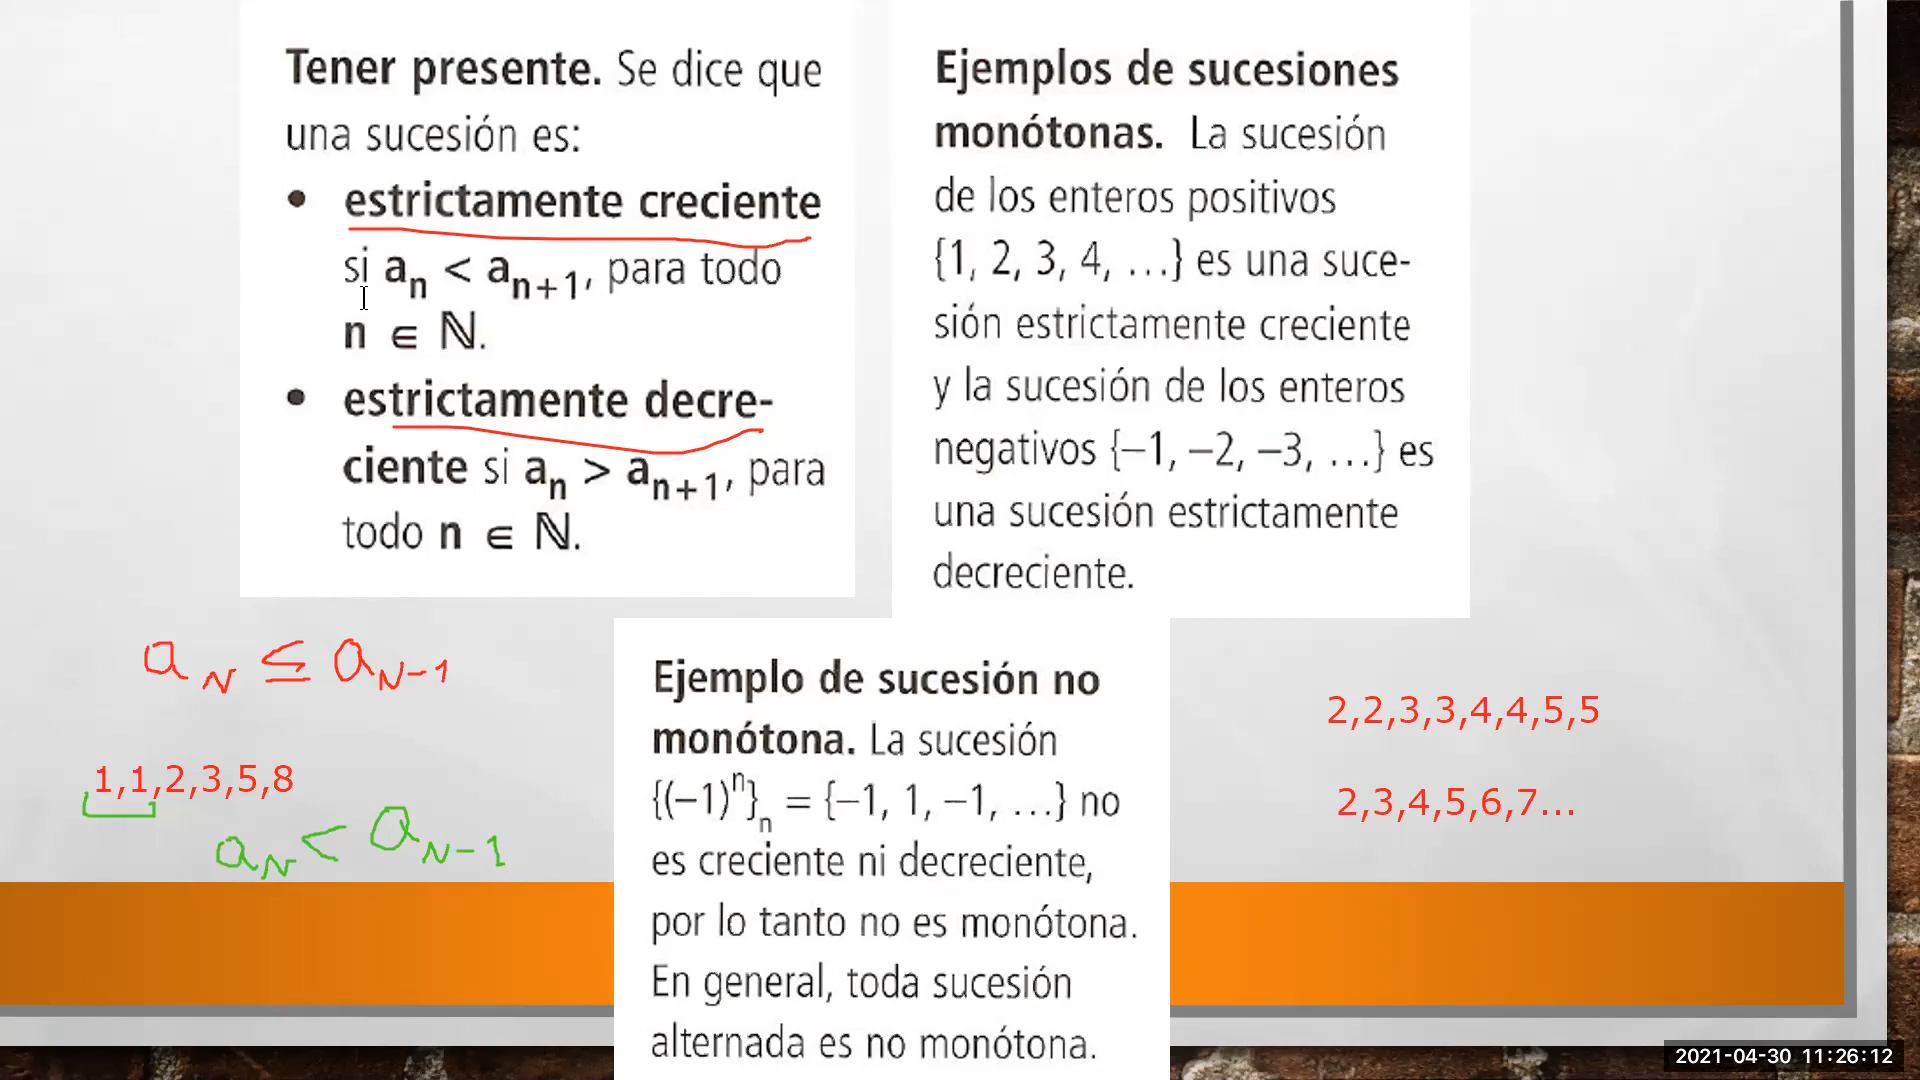 Tener presente. Se dice que
una sucesión es:
• estrictamente creciente
si aₙ < aₙ₊₁, para todo
n ∈ ℕ.
• estrictamente decre-
ciente si aₙ > aₙ₊₁, para
todo n ∈ ℕ.
Ejemplos de sucesiones
monótonas. La sucesión
de los enteros positivos
{1, 2, 3, 4, ...} es una suce-
sión estrictamente creciente
y la sucesión de los enteros
negativos {–1, –2, –3, ...} es
una sucesión estrictamente
decreciente.
a_N ≤ a_N-1
1,1,2,3,5,8
a_N < a_N-1
Ejemplo de sucesión no
monótona. La sucesión
{(–1)ⁿ}ₙ = {–1, 1, –1, ...} no
es creciente ni decreciente,
por lo tanto no es monótona.
En general, toda sucesión
alternada es no monótona.
2,2,3,3,4,4,5,5
2,3,4,5,6,7...
2021-04-30 11:26:12